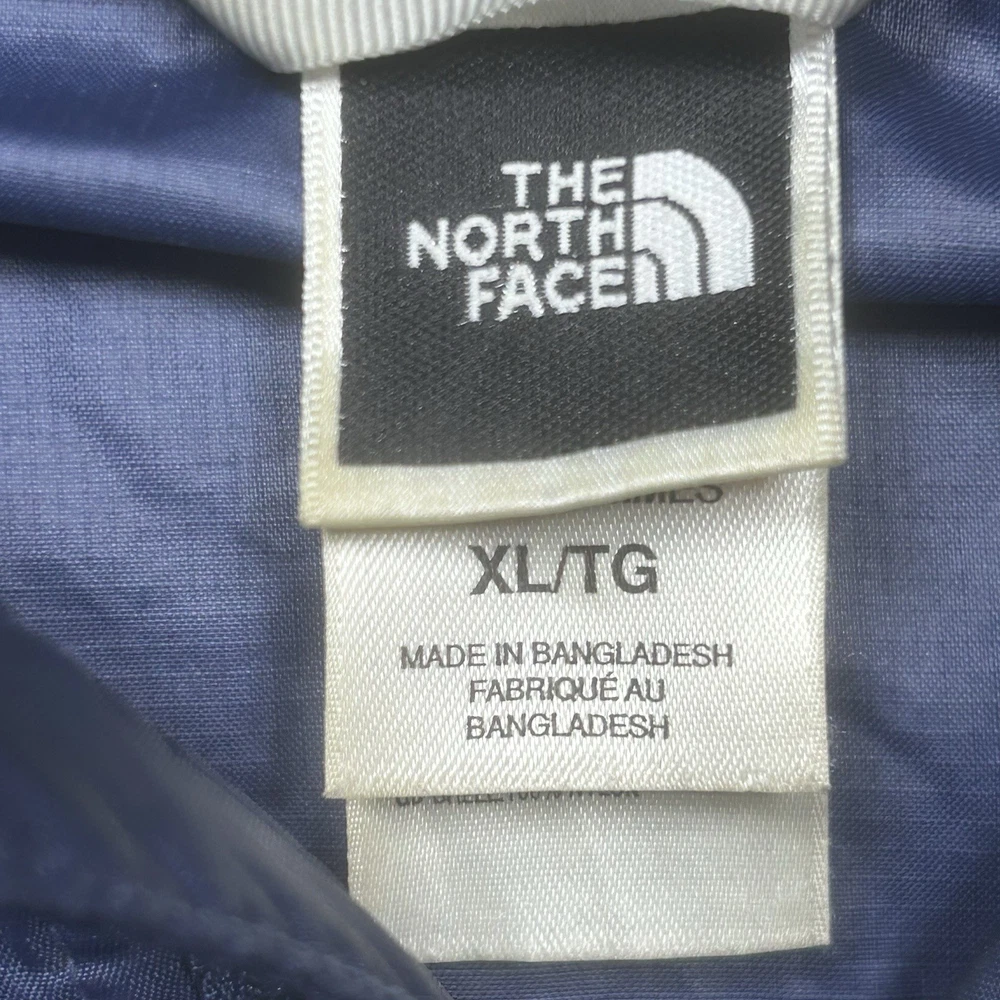 THE
NORTH
FACE
XL/TG
MADE IN BANGLADESH
FABRIQUÉ AU
BANGLADESH